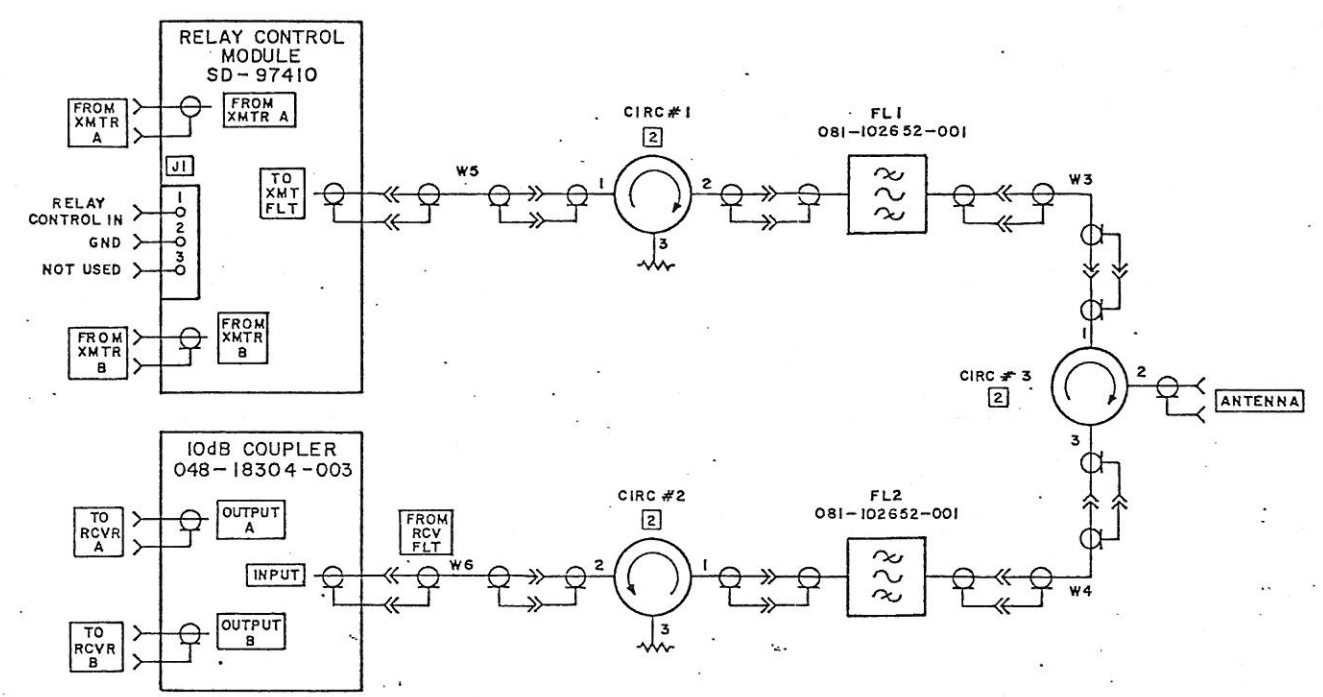 RELAY CONTROL
MODULE
SD-97410
FROM
XMTR
A
FROM
XMTR A
J1
RELAY
CONTROL IN
GND
NOT USED
1
2
3
TO
XMT
FLT
FROM
XMTR
B
FROM
XMTR
B
W5
CIRC #1
2
1
2
3
FL1
081-102652-001
W3
1
CIRC # 3
2
2
3
ANTENNA
10dB COUPLER
048-18304-003
TO
RCVR
A
OUTPUT
A
INPUT
TO
RCVR
B
OUTPUT
B
FROM
RCV
FLT
W6
CIRC #2
2
2
1
3
FL2
081-102652-001
W4